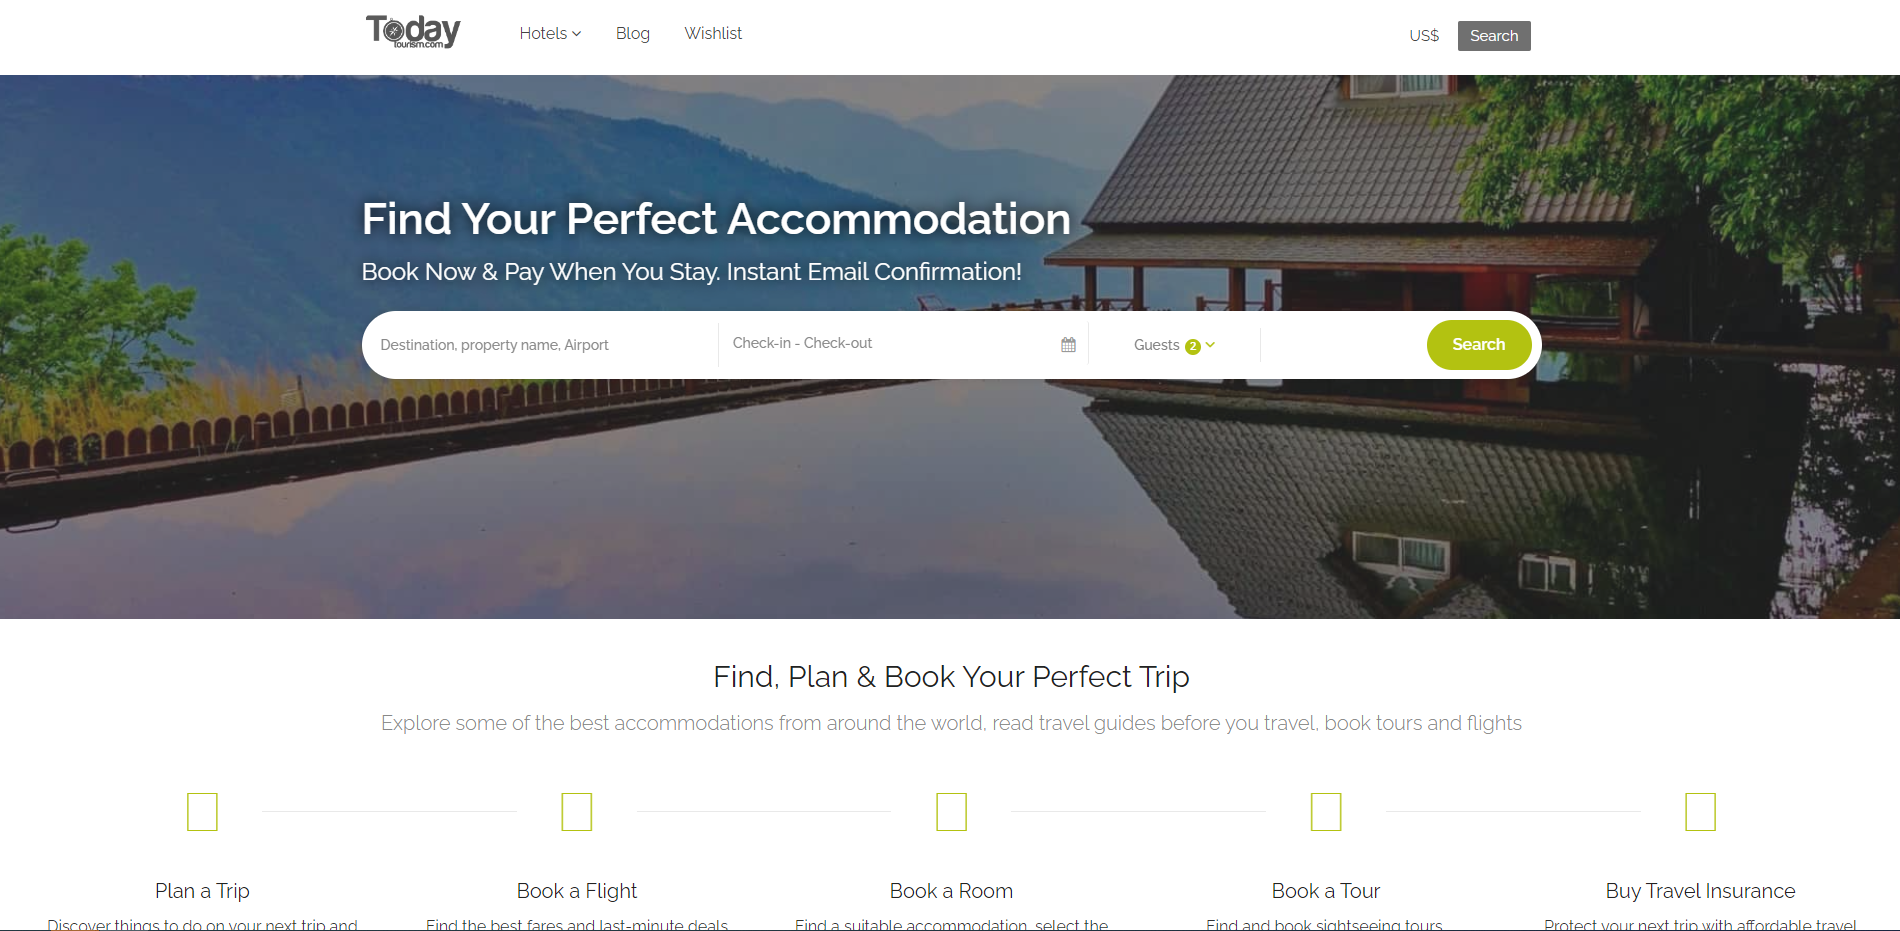 Today
tourism.com
Hotels
Blog
Wishlist
US$
Search
Find Your Perfect Accommodation
Book Now & Pay When You Stay. Instant Email Confirmation!
Destination, property name, Airport
Check-in - Check-out
Guests 2
Search
Find, Plan & Book Your Perfect Trip
Explore some of the best accommodations from around the world, read travel guides before you travel, book tours and flights
Plan a Trip
Book a Flight
Book a Room
Book a Tour
Buy Travel Insurance
Discover things to do on your next trip and
Find the best fares and last-minute deals
Find a suitable accommodation, select the
Find and book sightseeing tours
Protect your next trip with affordable travel